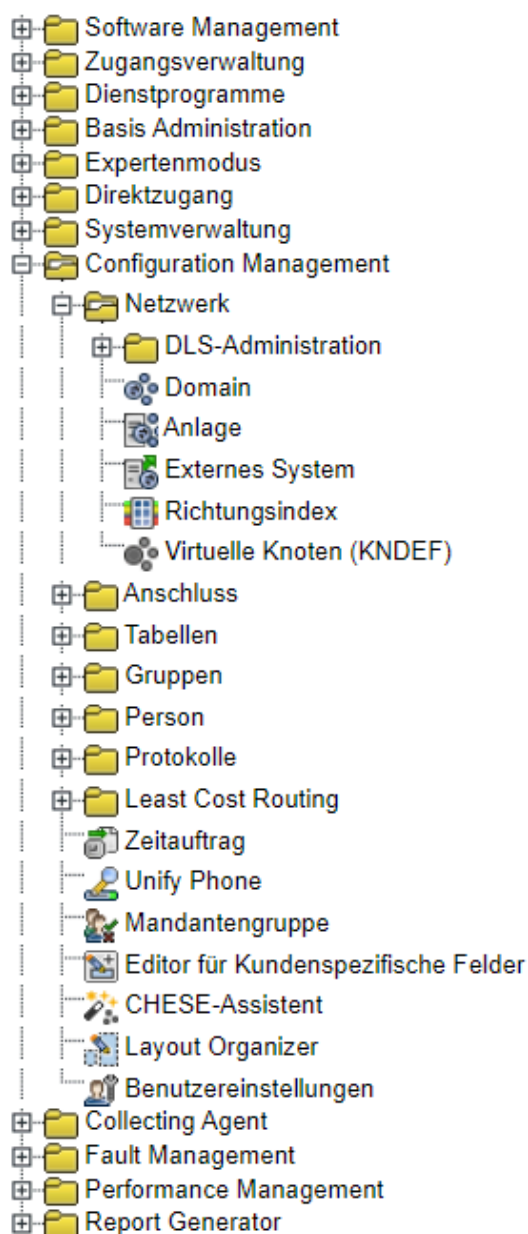 Software Management
Zugangsverwaltung
Dienstprogramme
Basis Administration
Expertenmodus
Direktzugang
Systemverwaltung
Configuration Management
Netzwerk
DLS-Administration
Domain
Anlage
Externes System
Richtungsindex
Virtuelle Knoten (KNDEF)
Anschluss
Tabellen
Gruppen
Person
Protokolle
Least Cost Routing
Zeitauftrag
Unify Phone
Mandantengruppe
Editor für Kundenspezifische Felder
CHESE-Assistent
Layout Organizer
Benutzereinstellungen
Collecting Agent
Fault Management
Performance Management
Report Generator